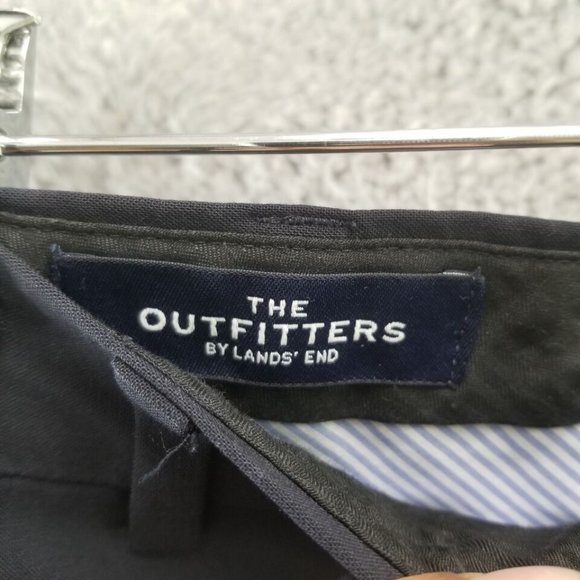 THE
OUTFITTERS
BY LANDS' END